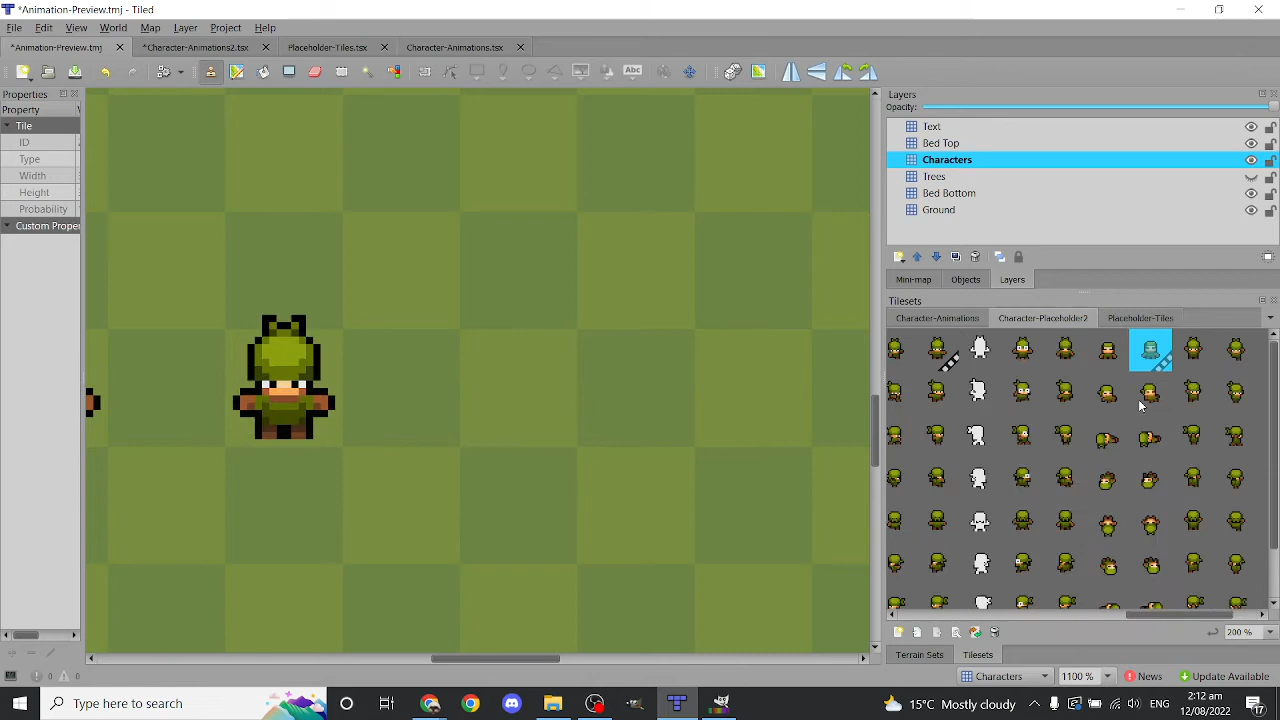 *Animation-Preview.tmj - Tiled
File Edit View World Map Layer Project Help
*Animation-Preview.tmj *Character-Animations2.tsx Placeholder-Tiles.tsx Character-Animations.tsx
Abc
Properties
Property
Tile
ID
Type
Width
Height
Probability
Custom Prope
Layers
Opacity:
Text
Bed Top
Characters
Trees
Bed Bottom
Ground
Mini-map Objects Layers
Tilesets
Character-Animations Character-Placeholder2 Placeholder-Tiles
200 %
Terrain Sets Tilesets
0 0 Characters 1100 % News Update Available
Type here to search
15°C Mostly cloudy
2:12 am
12/08/2022